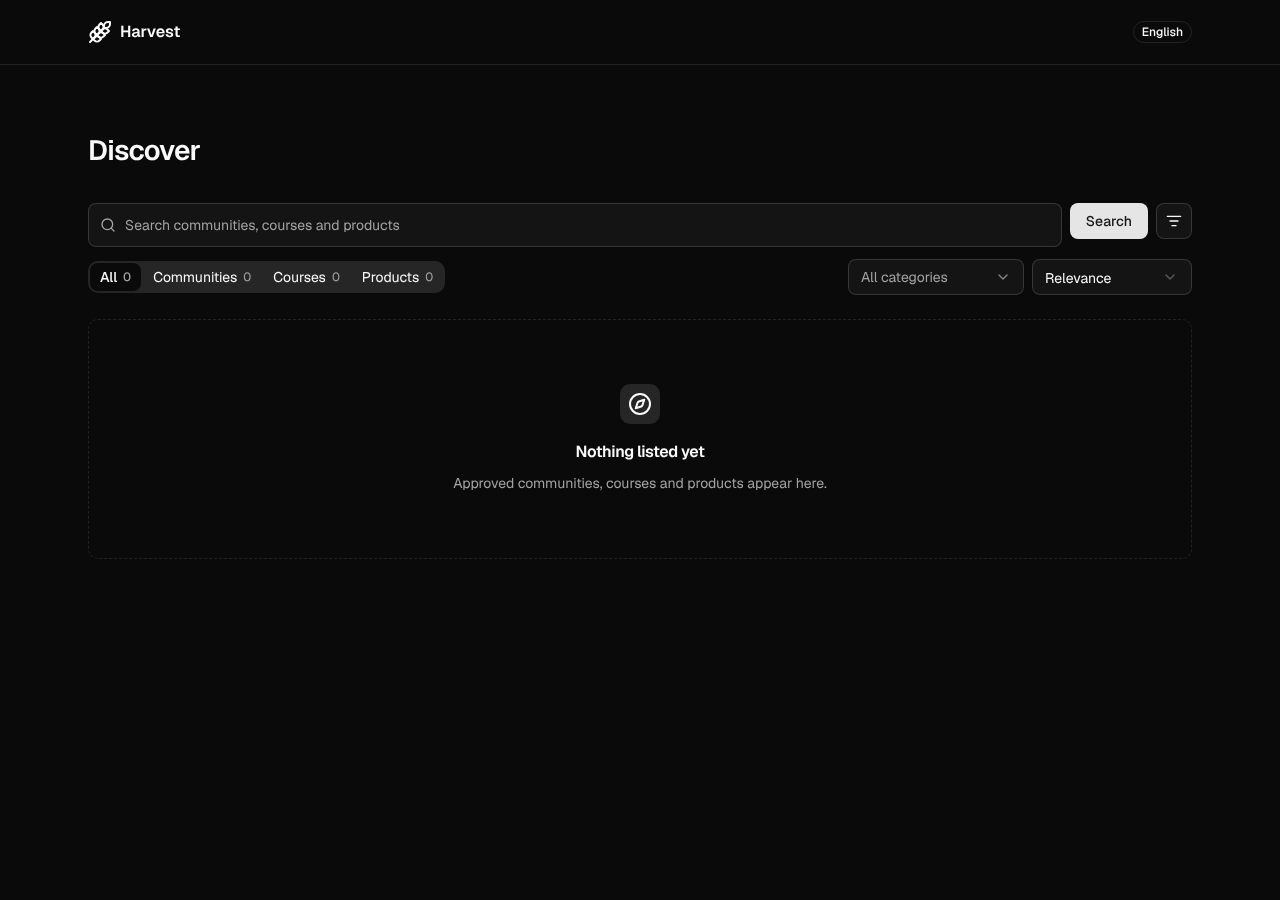 Harvest
English
Discover
Search communities, courses and products
Search
All 0
Communities 0
Courses 0
Products 0
All categories
Relevance
Nothing listed yet
Approved communities, courses and products appear here.